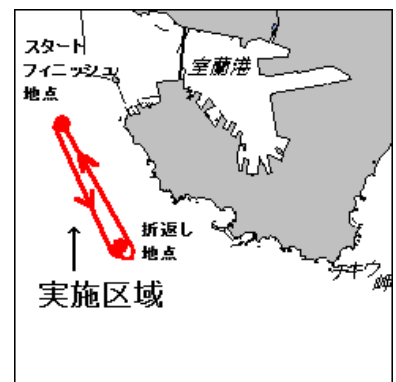 スタート
フィニッシュ
地点
室蘭港
折返し
地点
チキウ
岬
実施区域